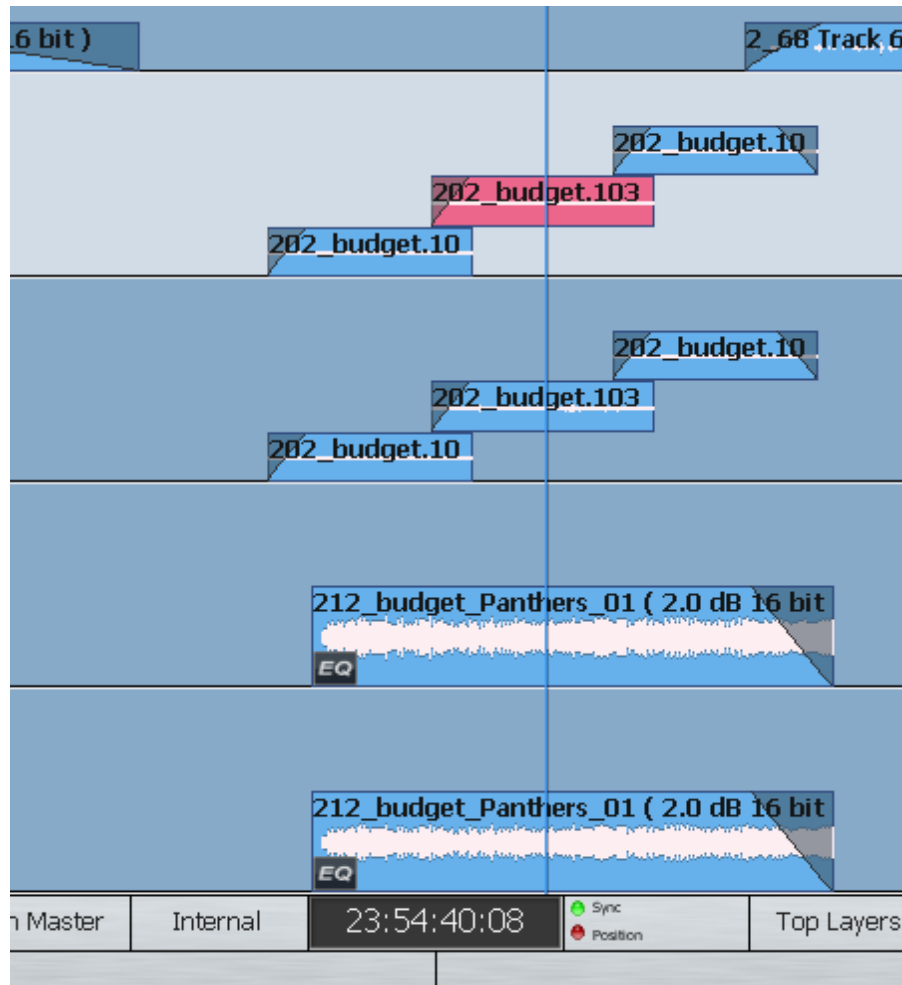 .6 bit )
2_68 Track 6
202_budget.10
202_budget.103
202_budget.10
202_budget.10
202_budget.103
202_budget.10
212_budget_Panthers_01 ( 2.0 dB 16 bit
EQ
212_budget_Panthers_01 ( 2.0 dB 16 bit
EQ
Master
Internal
23:54:40:08
Sync
Position
Top Layers